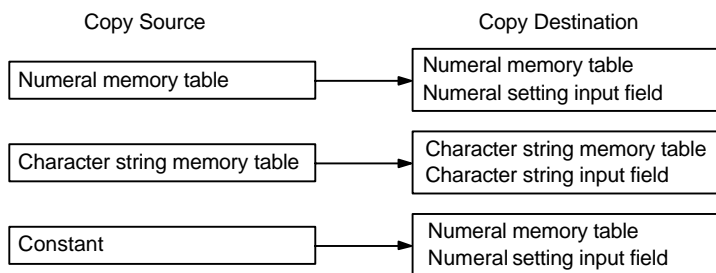 Copy Source
Copy Destination
Numeral memory table
Numeral memory table
Numeral setting input field
Character string memory table
Character string memory table
Character string input field
Constant
Numeral memory table
Numeral setting input field